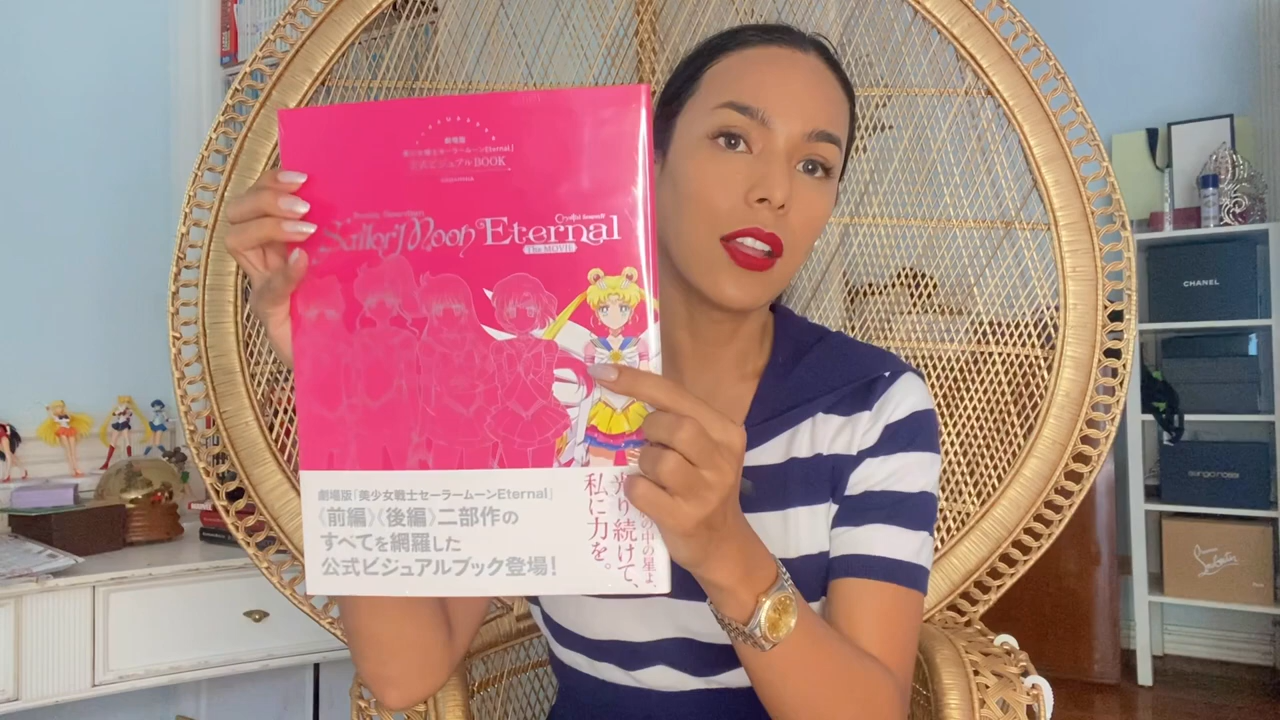 劇場版
美少女戦士セーラームーンEternal」
公式ビジュアルBOOK
Sailor Moon Eternal
The MOVIE
劇場版「美少女戦士セーラームーンEternal」
《前編》《後編》二部作の
すべてを網羅した
公式ビジュアルブック登場!
の中の星よ、
光り続けて、
私に力を。
CHANEL
sergio rossi